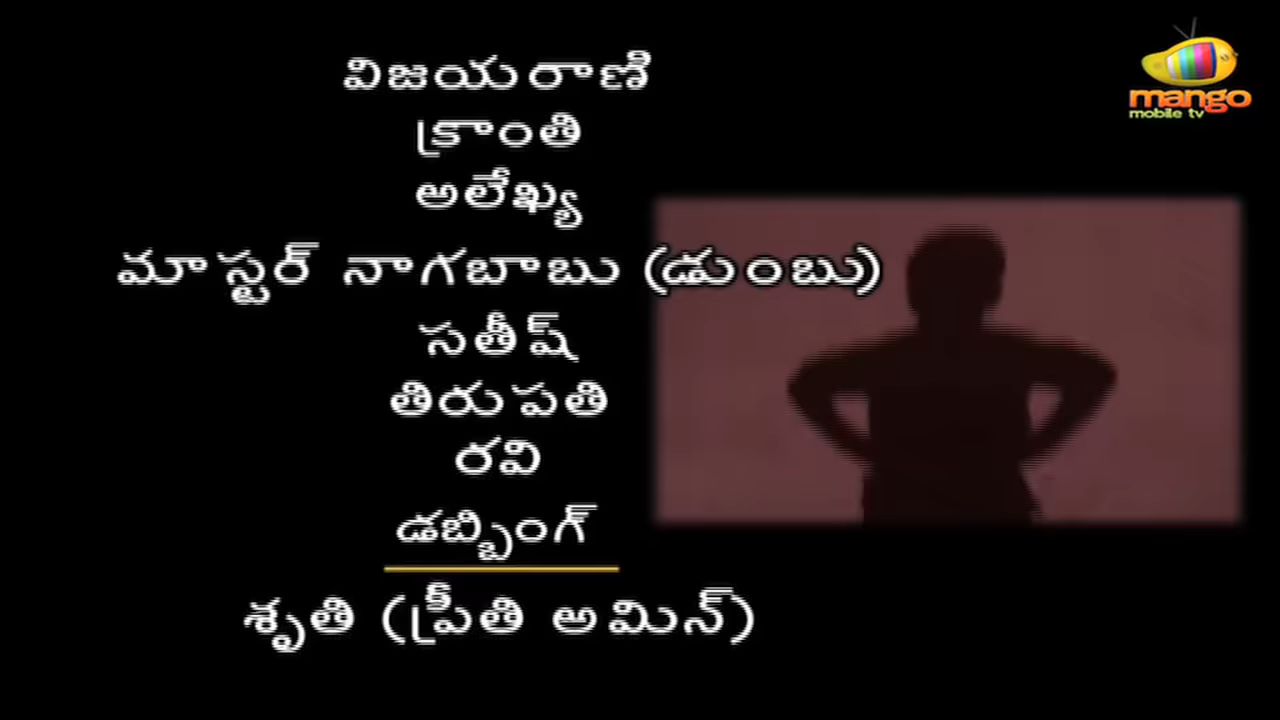 విజయరాణి
క్రాంతి
అలేఖ్య
మాస్టర్ నాగబాబు (డుంబు)
సతీష్
తిరుపతి
రవి
డబ్బింగ్
శృతి (ప్రీతి అమిన్)
mango
mobile tv